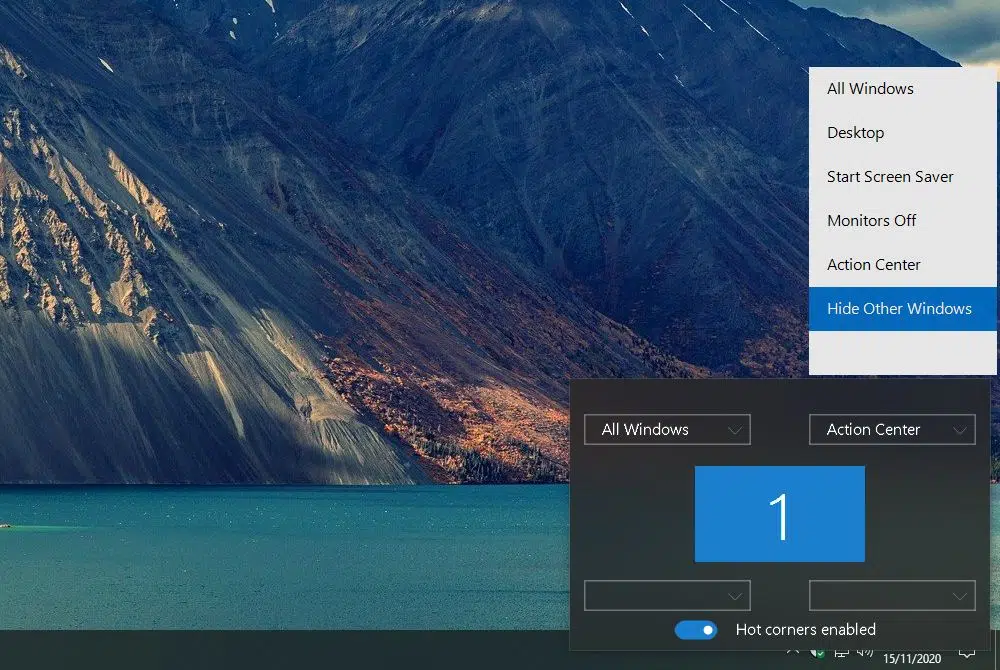 All Windows
Desktop
Start Screen Saver
Monitors Off
Action Center
Hide Other Windows
All Windows
Action Center
1
Hot corners enabled
15/11/2020